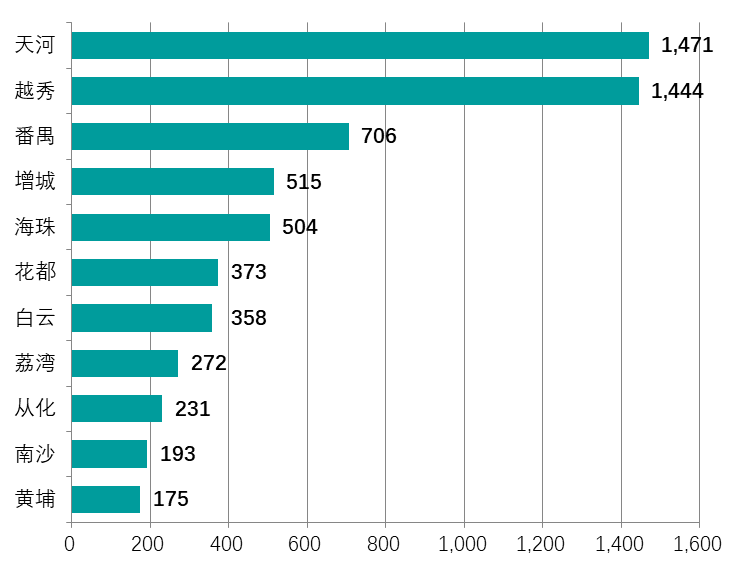 天河 1,471
越秀 1,444
番禺 706
增城 515
海珠 504
花都 373
白云 358
荔湾 272
从化 231
南沙 193
黄埔 175
0 200 400 600 800 1,000 1,200 1,400 1,600